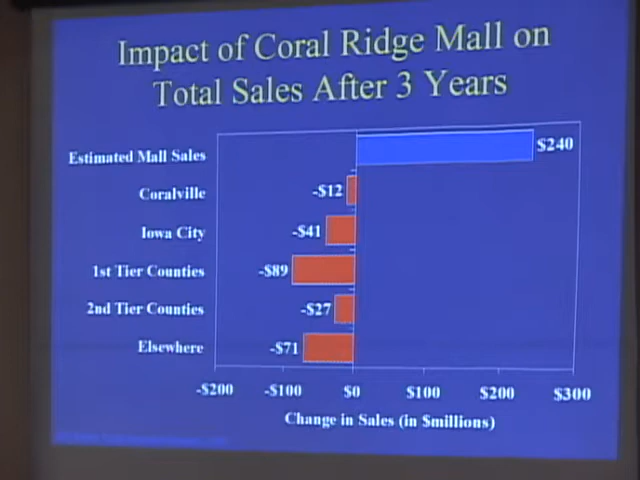 Impact of Coral Ridge Mall on
Total Sales After 3 Years
Estimated Mall Sales
$240
Coralville
-$12
Iowa City
-$41
1st Tier Counties
-$89
2nd Tier Counties
-$27
Elsewhere
-$71
-$200 -$100 $0 $100 $200 $300
Change in Sales (in $millions)